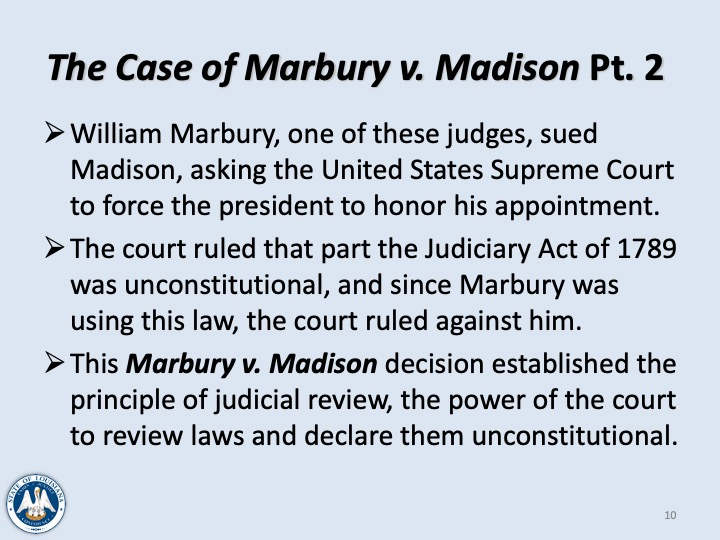 The Case of Marbury v. Madison Pt. 2
➢ William Marbury, one of these judges, sued
Madison, asking the United States Supreme Court
to force the president to honor his appointment.
➢ The court ruled that part the Judiciary Act of 1789
was unconstitutional, and since Marbury was
using this law, the court ruled against him.
➢ This Marbury v. Madison decision established the
principle of judicial review, the power of the court
to review laws and declare them unconstitutional.
STATE OF LOUISIANA
CONFIDENCE
10